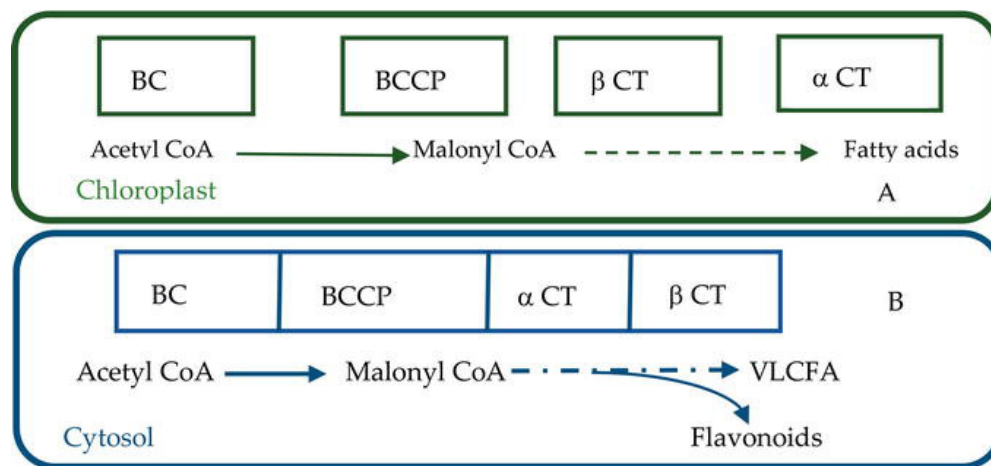 BC BCCP β CT α CT
Acetyl CoA Malonyl CoA Fatty acids
Chloroplast A
BC BCCP α CT β CT B
Acetyl CoA Malonyl CoA VLCFA
Cytosol Flavonoids